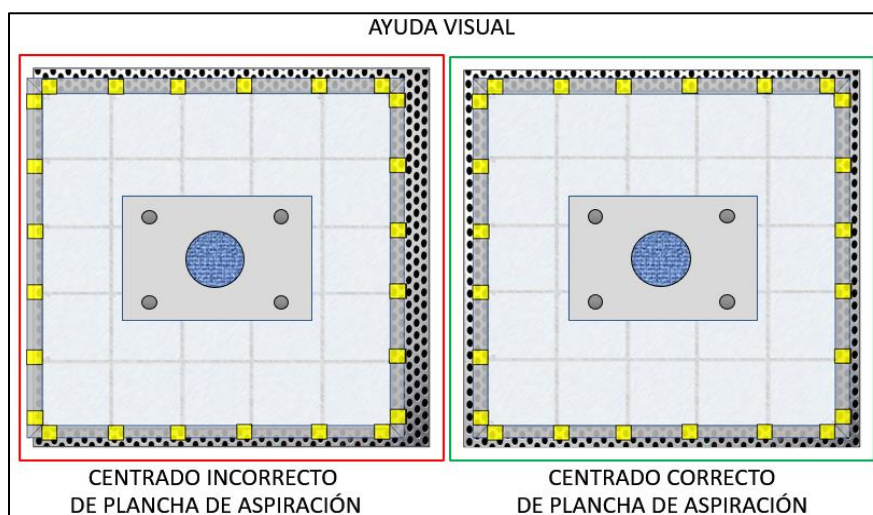 AYUDA VISUAL
CENTRADO INCORRECTO
DE PLANCHA DE ASPIRACIÓN
CENTRADO CORRECTO
DE PLANCHA DE ASPIRACIÓN